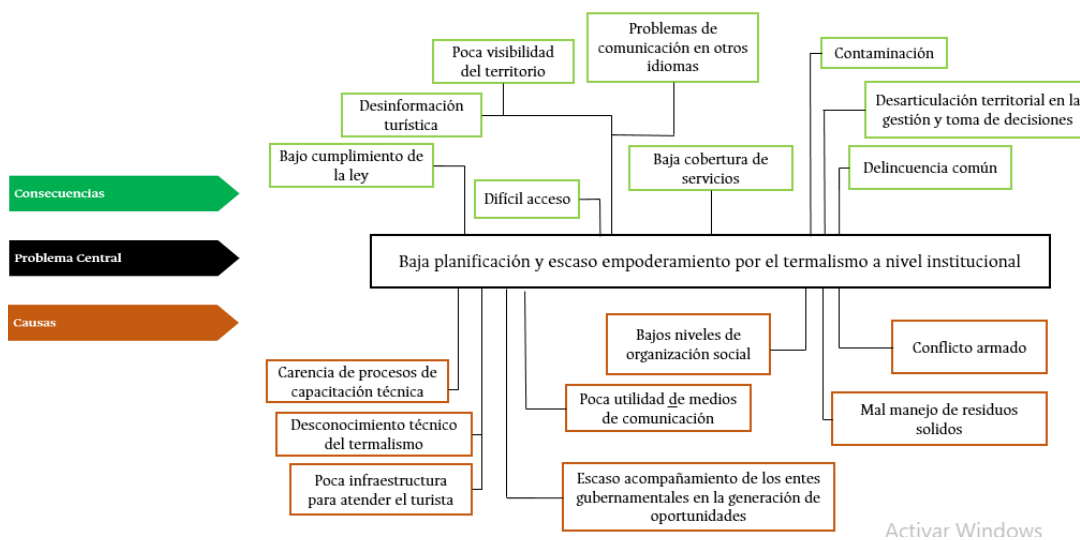 Problemas de
comunicación en otros
idiomas
Poca visibilidad
del territorio
Contaminación
Desinformación
turística
Desarticulación territorial en la
gestión y toma de decisiones
Bajo cumplimiento de
la ley
Baja cobertura de
servicios
Delincuencia común
Difícil acceso
Consecuencias
Problema Central
Baja planificación y escaso empoderamiento por el termalismo a nivel institucional
Causas
Bajos niveles de
organización social
Conflicto armado
Carencia de procesos de
capacitación técnica
Poca utilidad de medios
de comunicación
Mal manejo de residuos
solidos
Desconocimiento técnico
del termalismo
Poca infraestructura
para atender el turista
Escaso acompañamiento de los entes
gubernamentales en la generación de
oportunidades
Activar Windows